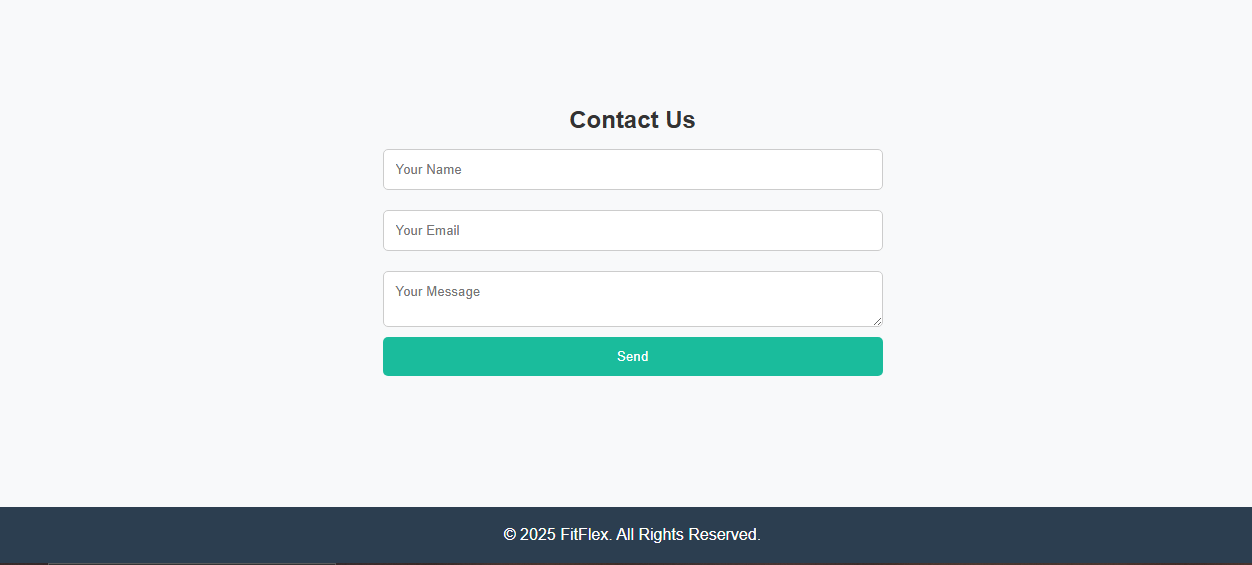 Contact Us
Your Name
Your Email
Your Message
Send
© 2025 FitFlex. All Rights Reserved.